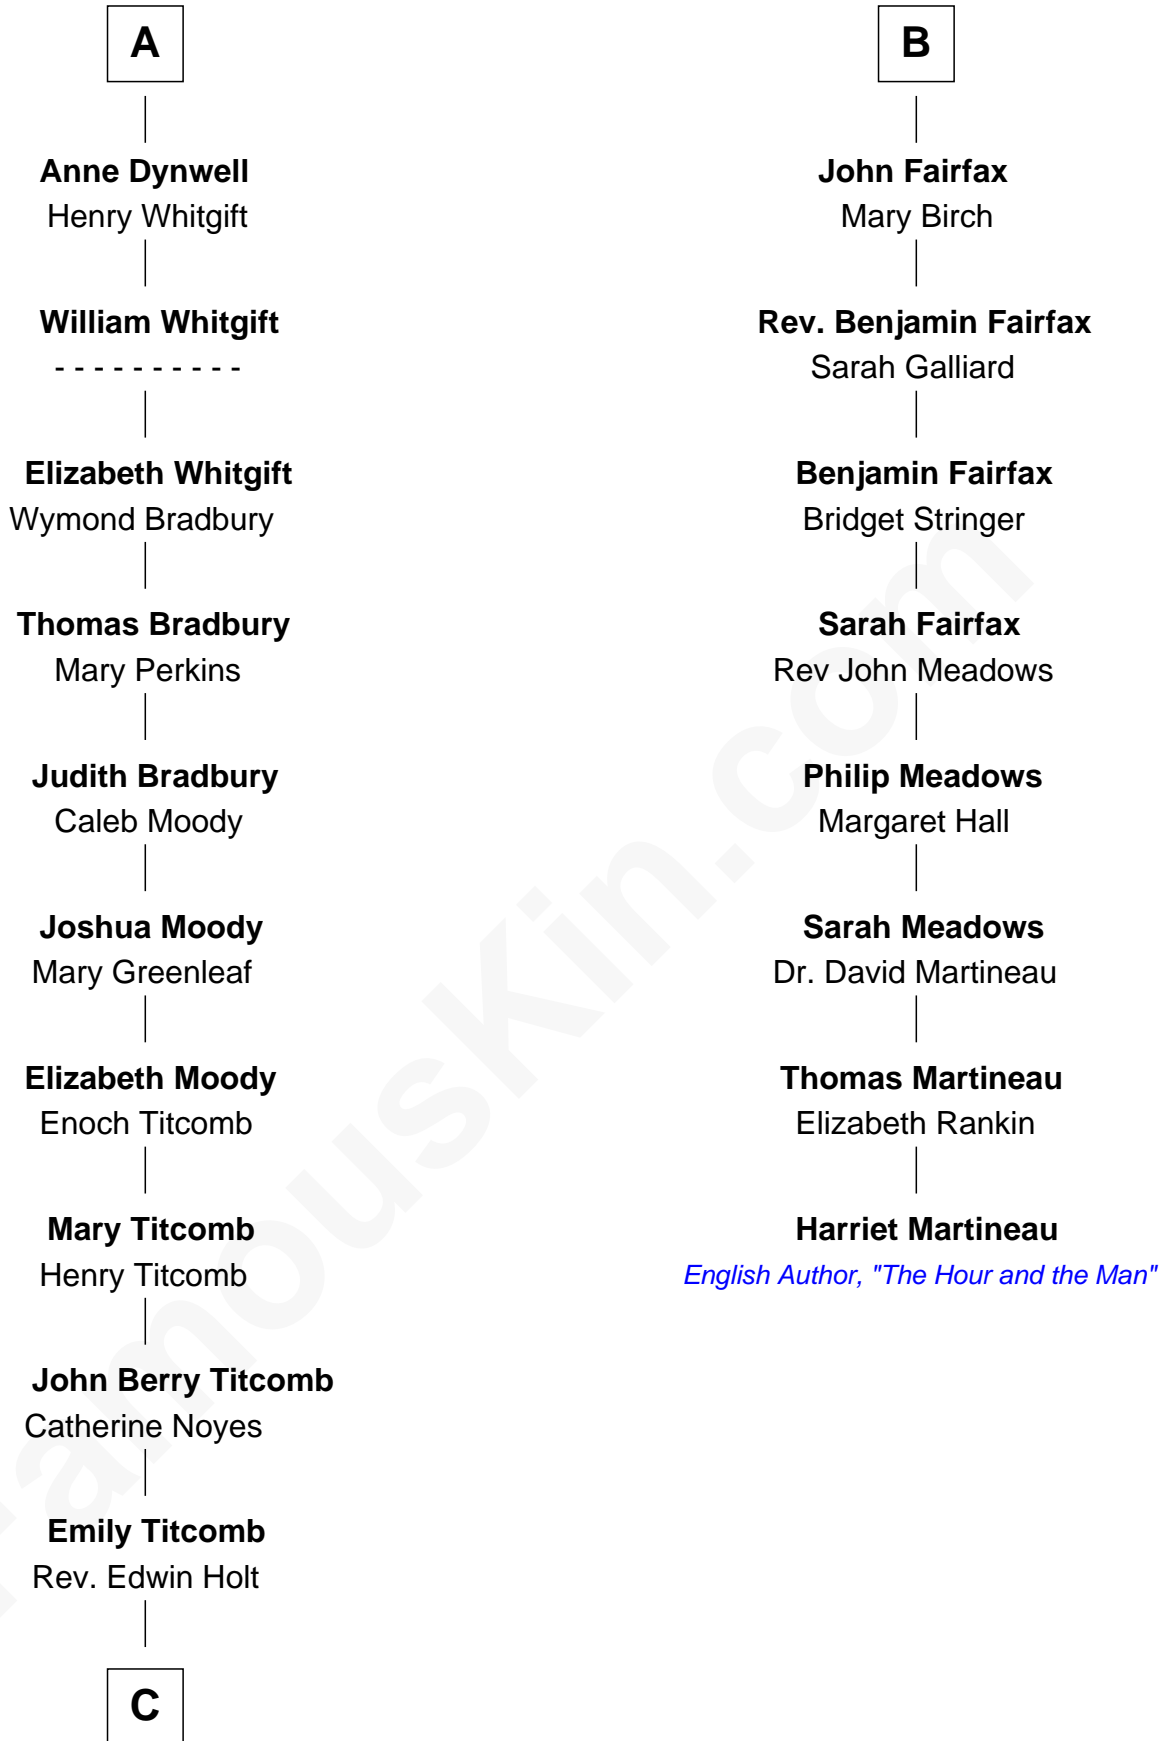 A
Anne Dynwell
Henry Whitgift
William Whitgift
- - - - - - - - - -
Elizabeth Whitgift
Wymond Bradbury
Thomas Bradbury
Mary Perkins
Judith Bradbury
Caleb Moody
Joshua Moody
Mary Greenleaf
Elizabeth Moody
Enoch Titcomb
Mary Titcomb
Henry Titcomb
John Berry Titcomb
Catherine Noyes
Emily Titcomb
Rev. Edwin Holt
C
B
John Fairfax
Mary Birch
Rev. Benjamin Fairfax
Sarah Galliard
Benjamin Fairfax
Bridget Stringer
Sarah Fairfax
Rev John Meadows
Philip Meadows
Margaret Hall
Sarah Meadows
Dr. David Martineau
Thomas Martineau
Elizabeth Rankin
Harriet Martineau
English Author, "The Hour and the Man"
FamousKin.com